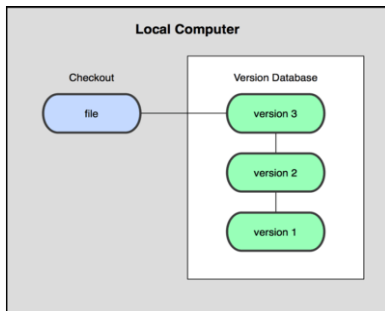 Local Computer
Checkout
Version Database
file
version 3
version 2
version 1